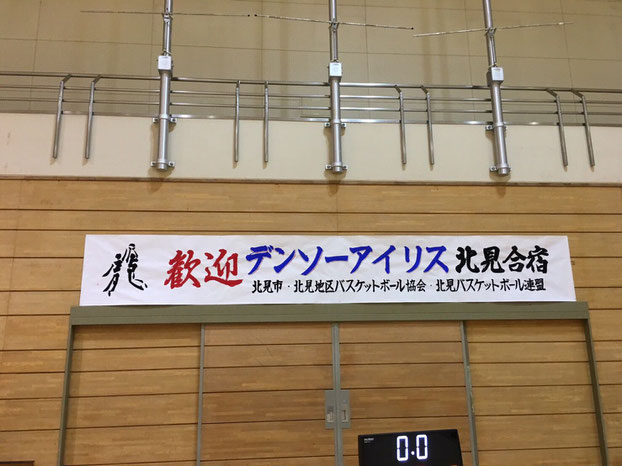 歓迎 デンソーアイリス 北見合宿
北見市・北見地区バスケットボール協会・北見バスケットボール連盟
0.0